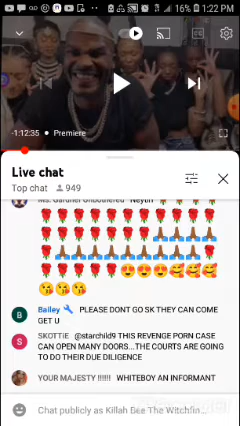 16% 1:22 PM
-1:12:35 • Premiere
Live chat
Top chat 949
Ms. Gardner Unbothered Neytiri
B Bailey PLEASE DONT GO SK THEY CAN COME
GET U
S SKOTTIE @starchild9 THIS REVENGE PORN CASE
CAN OPEN MANY DOORS...THE COURTS ARE GOING
TO DO THEIR DUE DILIGENCE
YOUR MAJESTY !!!!!! WHITEBOY AN INFORMANT
Chat publicly as Killah Bee The Witchfin...